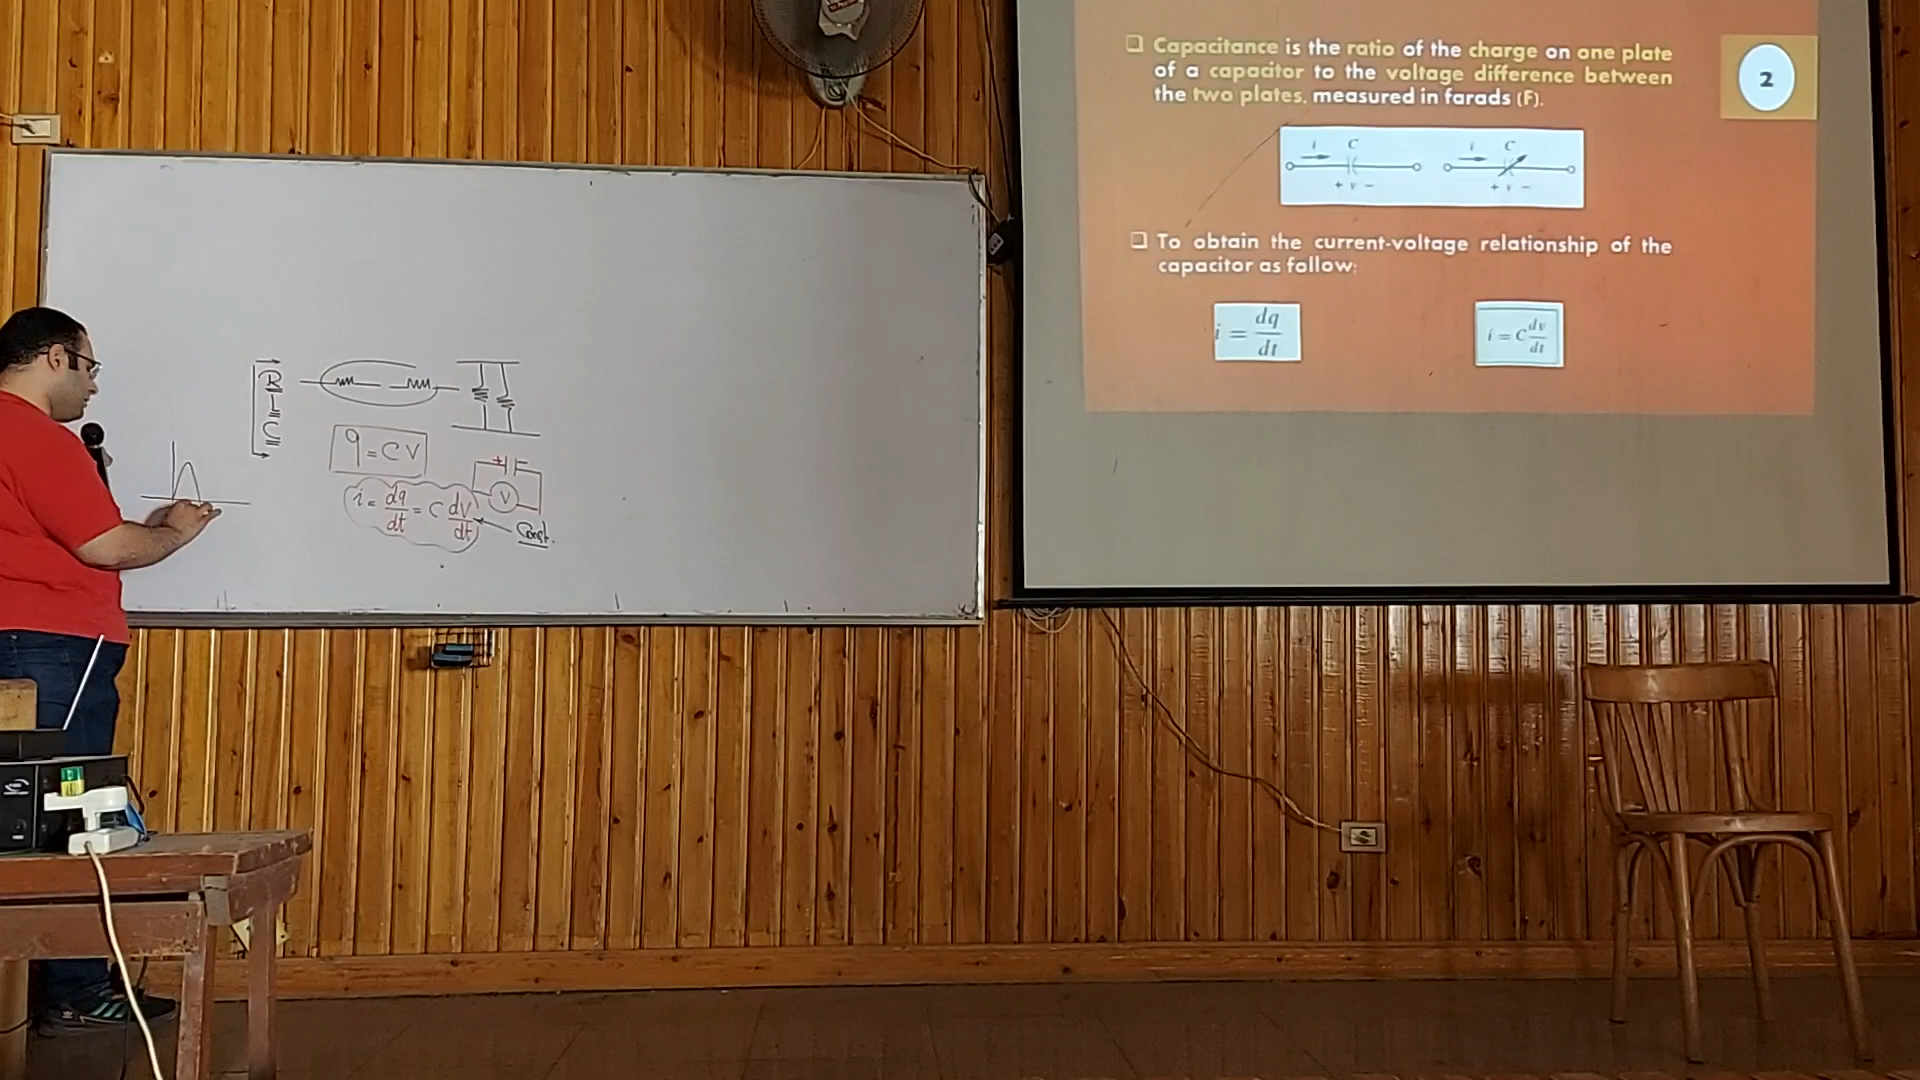 R
L
C
q = CV
i = dq/dt = C dV/dt
Const.
+ -
V
❑ Capacitance is the ratio of the charge on one plate
of a capacitor to the voltage difference between
the two plates, measured in farads (F).
2
i C
+ v -
i C
+ v -
❑ To obtain the current-voltage relationship of the
capacitor as follow:
i = dq/dt
i = C dv/dt